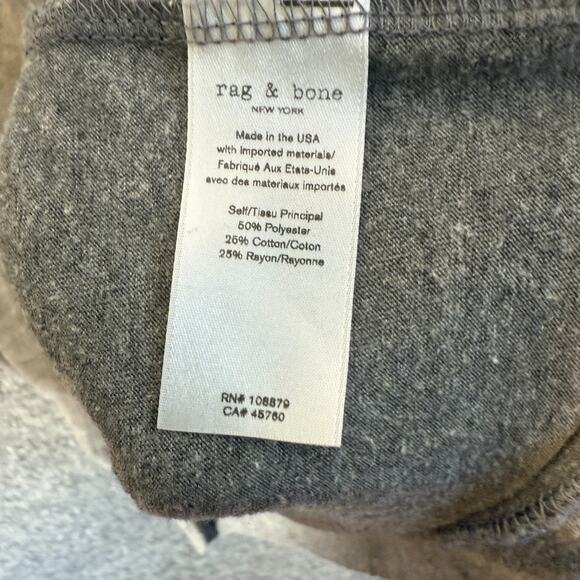 rag & bone
NEW YORK
Made in the USA
with imported materials/
Fabriqué Aux Etats-Unis
avec des materiaux importés
Self/Tissu Principal
50% Polyester
25% Cotton/Coton
25% Rayon/Rayonne
RN# 108879
CA# 45760